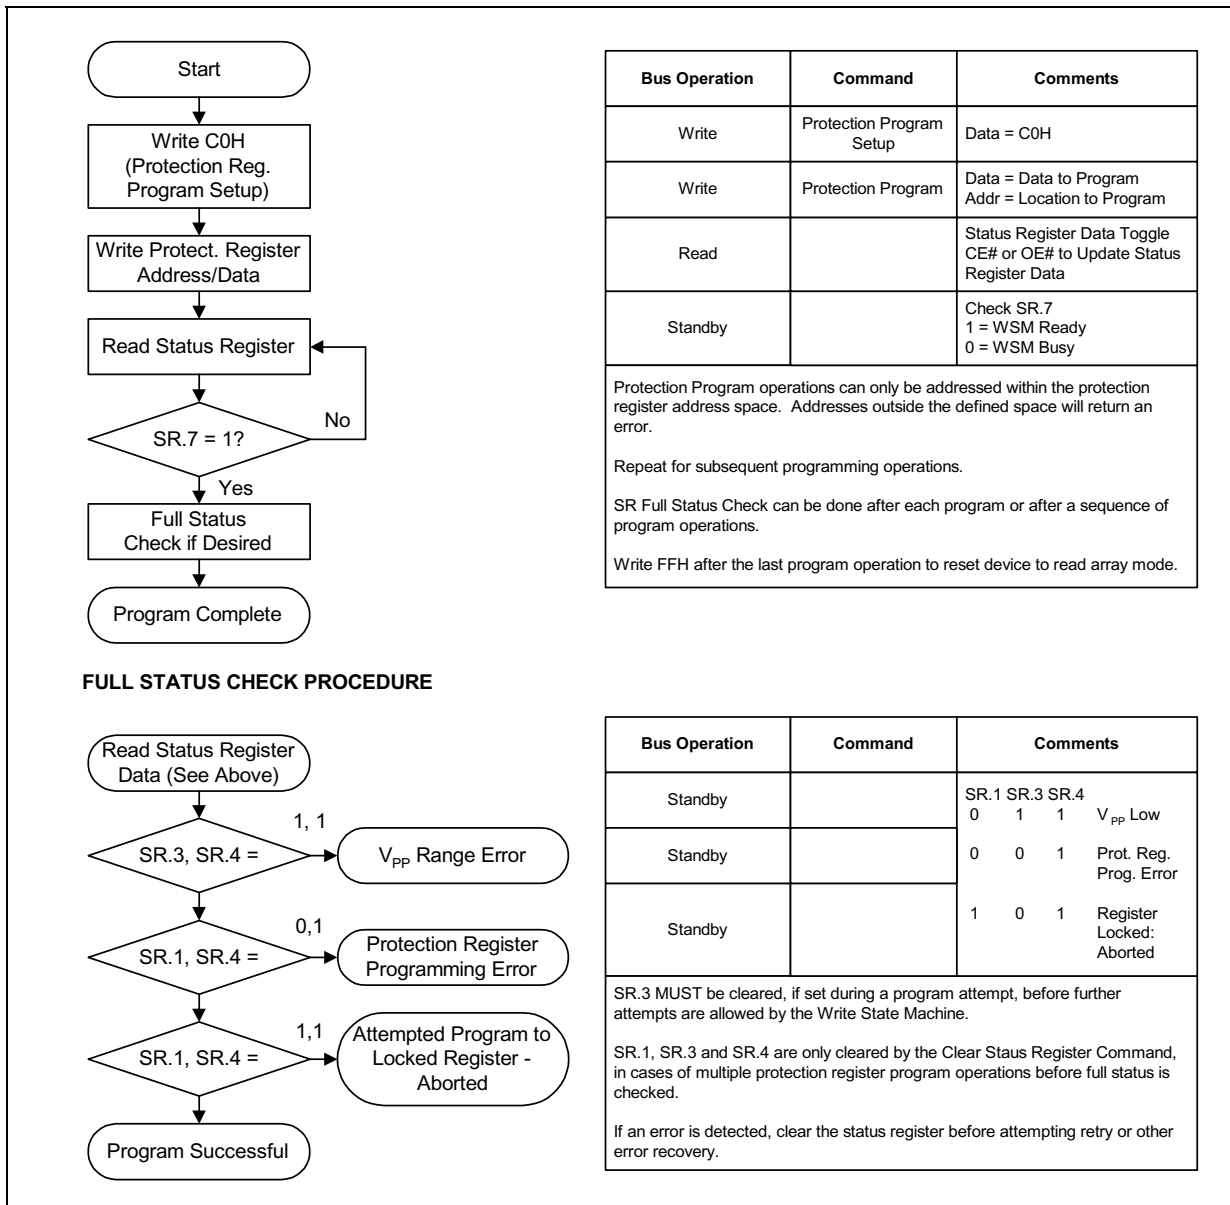 Start
Write C0H
(Protection Reg.
Program Setup)
Write Protect. Register
Address/Data
Read Status Register
No
SR.7 = 1?
Yes
Full Status
Check if Desired
Program Complete
Bus Operation Command Comments
Write Protection Program
Setup Data = C0H
Write Protection Program Data = Data to Program
Addr = Location to Program
Read Status Register Data Toggle
CE# or OE# to Update Status
Register Data
Standby Check SR.7
1 = WSM Ready
0 = WSM Busy
Protection Program operations can only be addressed within the protection
register address space. Addresses outside the defined space will return an
error.
Repeat for subsequent programming operations.
SR Full Status Check can be done after each program or after a sequence of
program operations.
Write FFH after the last program operation to reset device to read array mode.
FULL STATUS CHECK PROCEDURE
Read Status Register
Data (See Above)
1, 1
SR.3, SR.4 =
VPP Range Error
0,1
SR.1, SR.4 =
Protection Register
Programming Error
1,1
SR.1, SR.4 =
Attempted Program to
Locked Register -
Aborted
Program Successful
Bus Operation Command Comments
Standby SR.1 SR.3 SR.4
0 1 1 VPP Low
Standby 0 0 1 Prot. Reg.
Prog. Error
Standby 1 0 1 Register
Locked:
Aborted
SR.3 MUST be cleared, if set during a program attempt, before further
attempts are allowed by the Write State Machine.
SR.1, SR.3 and SR.4 are only cleared by the Clear Staus Register Command,
in cases of multiple protection register program operations before full status is
checked.
If an error is detected, clear the status register before attempting retry or other
error recovery.